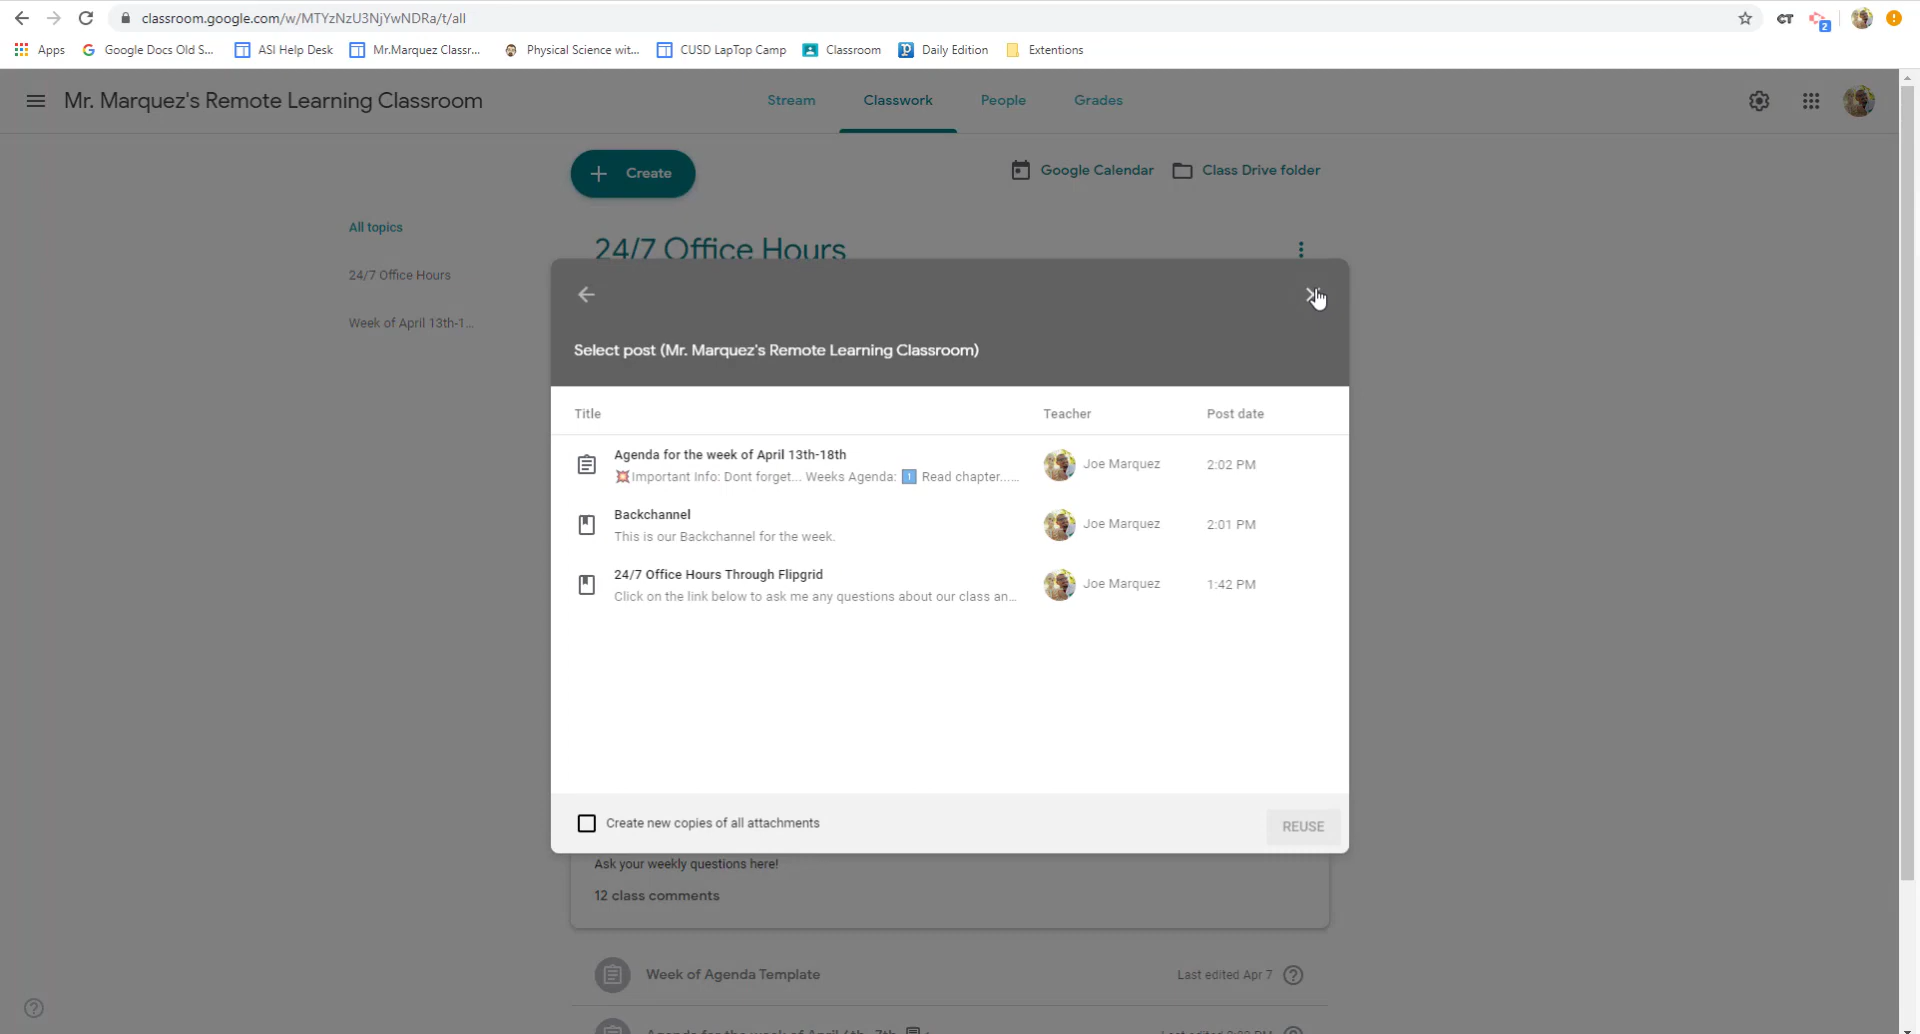 classroom.google.com/w/MTYzNzU3NjYwNDRa/t/all
CT
2
Apps
Google Docs Old S...
ASI Help Desk
Mr.Marquez Classr...
Physical Science wit...
CUSD LapTop Camp
Classroom
Daily Edition
Extentions
Mr. Marquez's Remote Learning Classroom
Stream
Classwork
People
Grades
Create
Google Calendar
Class Drive folder
All topics
24/7 Office Hours
Week of April 13th-1...
24/7 Office Hours
Select post (Mr. Marquez's Remote Learning Classroom)
Title
Teacher
Post date
Agenda for the week of April 13th-18th
💥Important Info: Dont forget... Weeks Agenda: 1️⃣ Read chapter......
Joe Marquez
2:02 PM
Backchannel
This is our Backchannel for the week.
Joe Marquez
2:01 PM
24/7 Office Hours Through Flipgrid
Click on the link below to ask me any questions about our class an...
Joe Marquez
1:42 PM
Create new copies of all attachments
REUSE
Ask your weekly questions here!
12 class comments
Week of Agenda Template
Last edited Apr 7